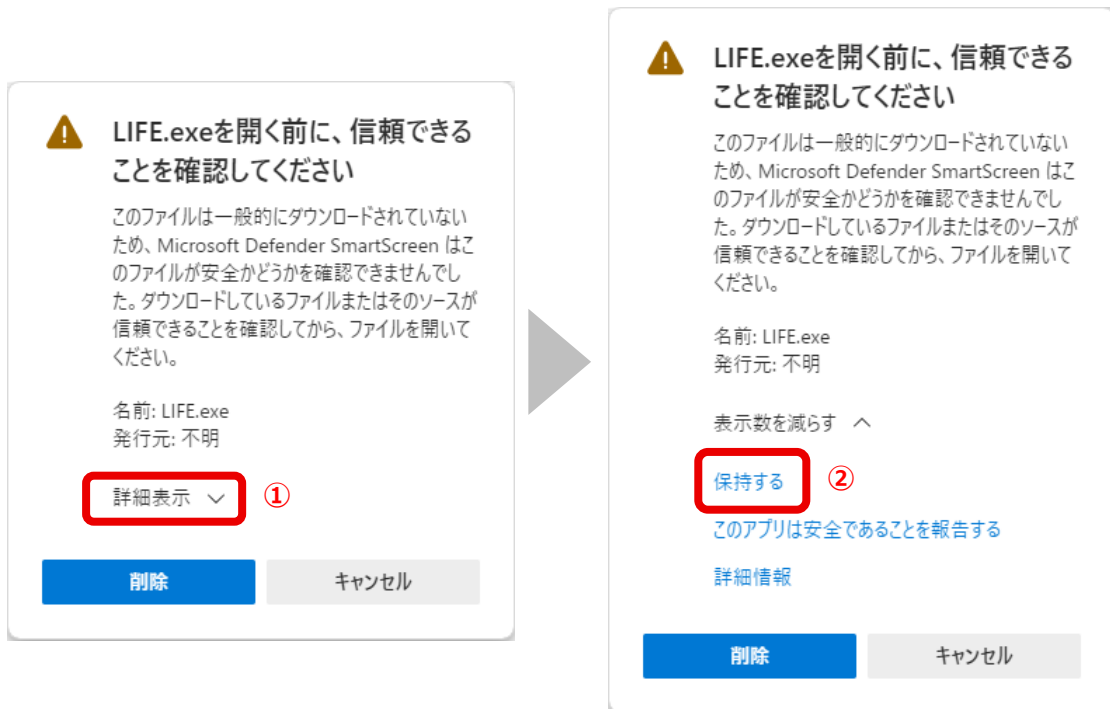 LIFE.exeを開く前に、信頼できる
ことを確認してください
このファイルは一般的にダウンロードされていない
ため、Microsoft Defender SmartScreen はこ
のファイルが安全かどうかを確認できませんでし
た。ダウンロードしているファイルまたはそのソースが
信頼できることを確認してから、ファイルを開いて
ください。
名前: LIFE.exe
発行元: 不明
詳細表示
①
削除
キャンセル
LIFE.exeを開く前に、信頼できる
ことを確認してください
このファイルは一般的にダウンロードされていない
ため、Microsoft Defender SmartScreen はこ
のファイルが安全かどうかを確認できませんでし
た。ダウンロードしているファイルまたはそのソースが
信頼できることを確認してから、ファイルを開いて
ください。
名前: LIFE.exe
発行元: 不明
表示数を減らす
保持する
②
このアプリは安全であることを報告する
詳細情報
削除
キャンセル